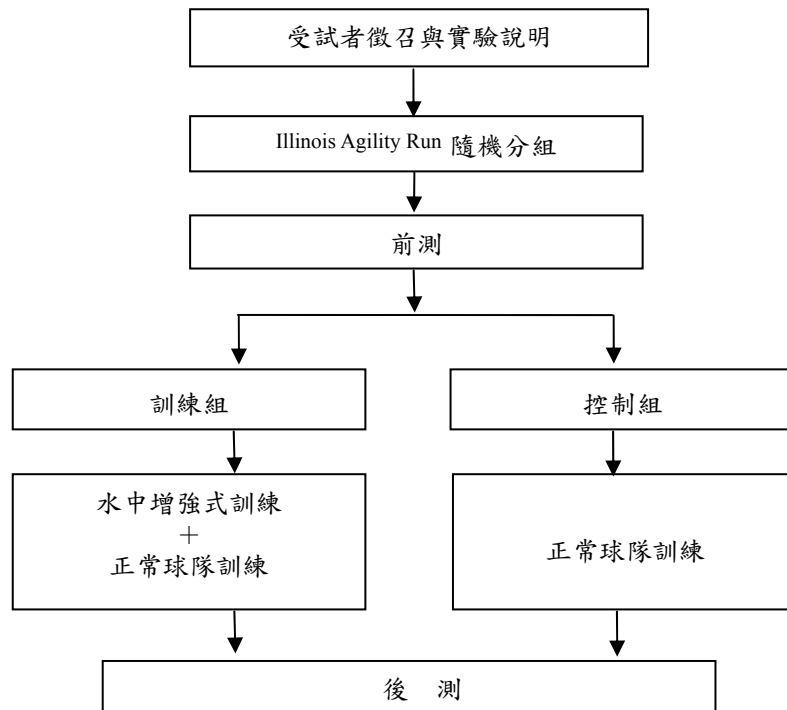 受試者徵召與實驗說明
Illinois Agility Run 隨機分組
前測
訓練組
控制組
水中增強式訓練
＋
正常球隊訓練
正常球隊訓練
後　測